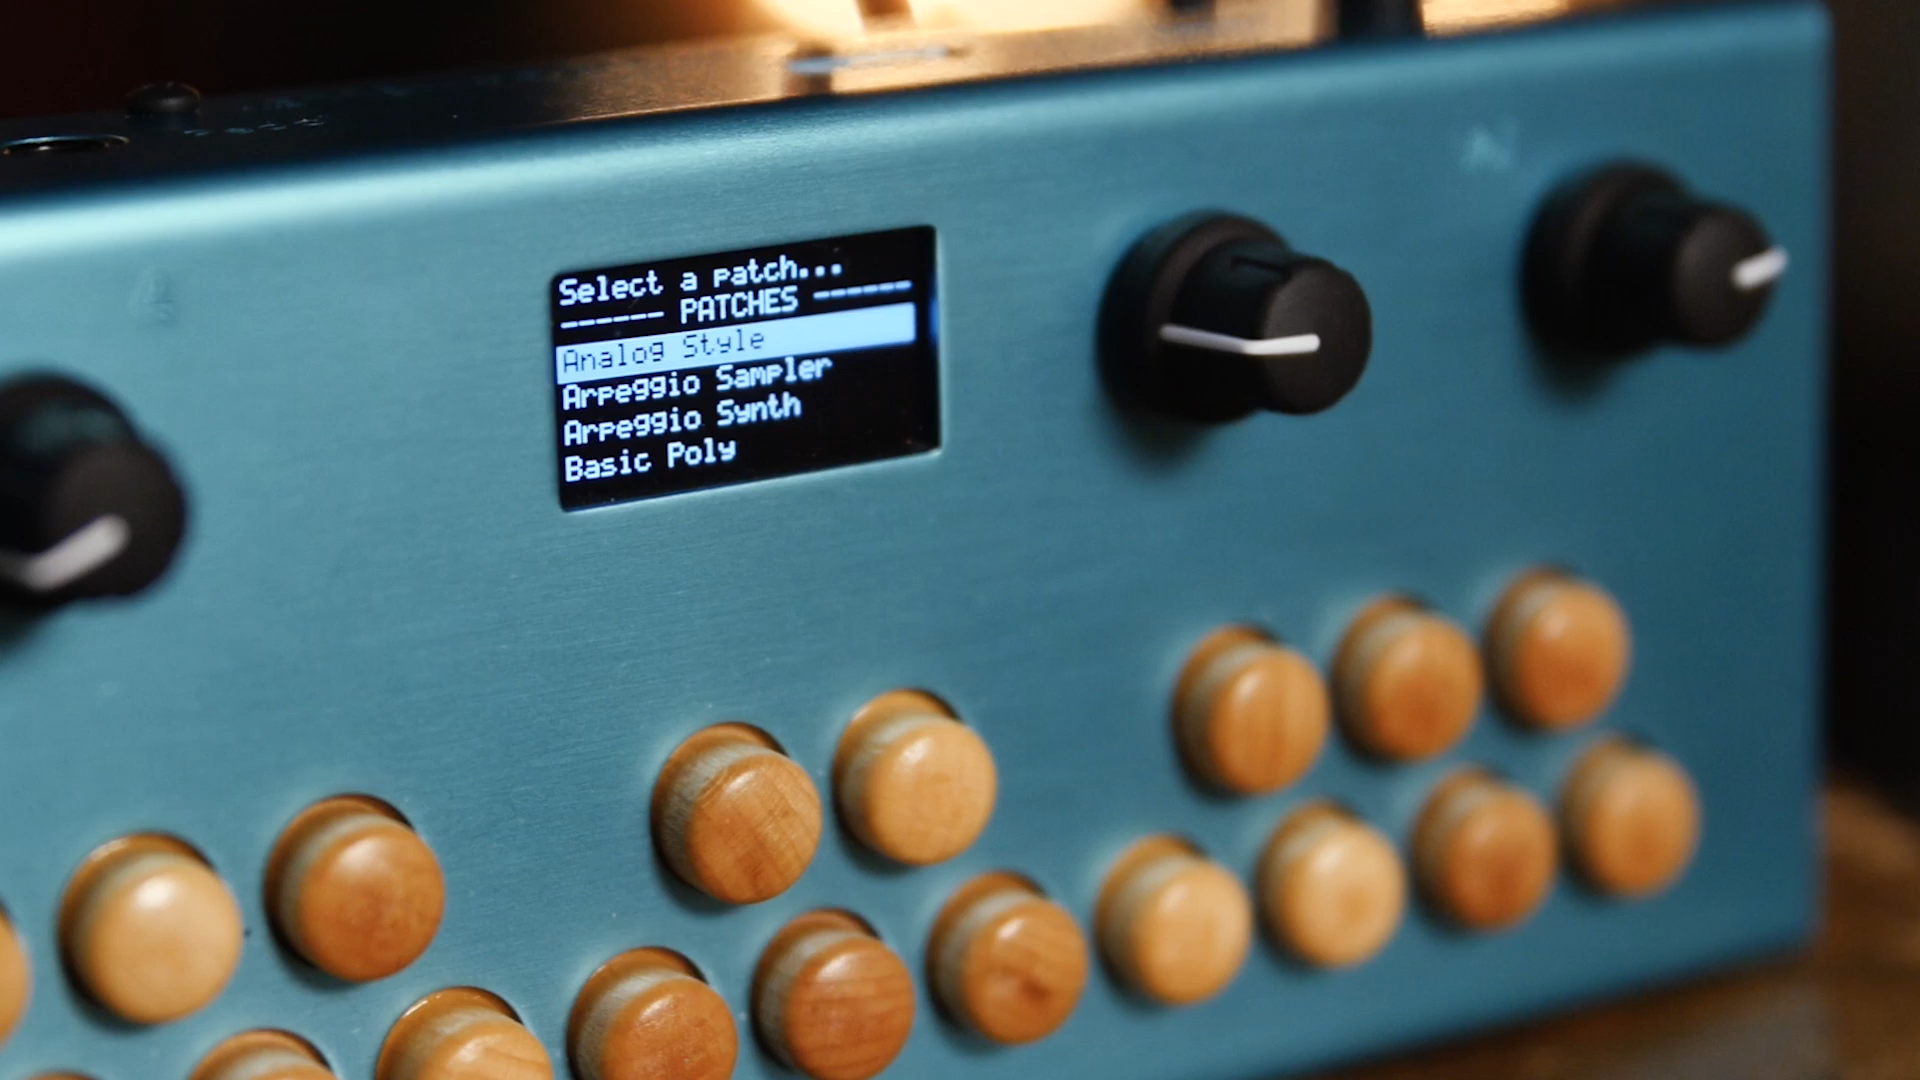 Select a patch...
------ PATCHES ------
Analog Style
Arpeggio Sampler
Arpeggio Synth
Basic Poly